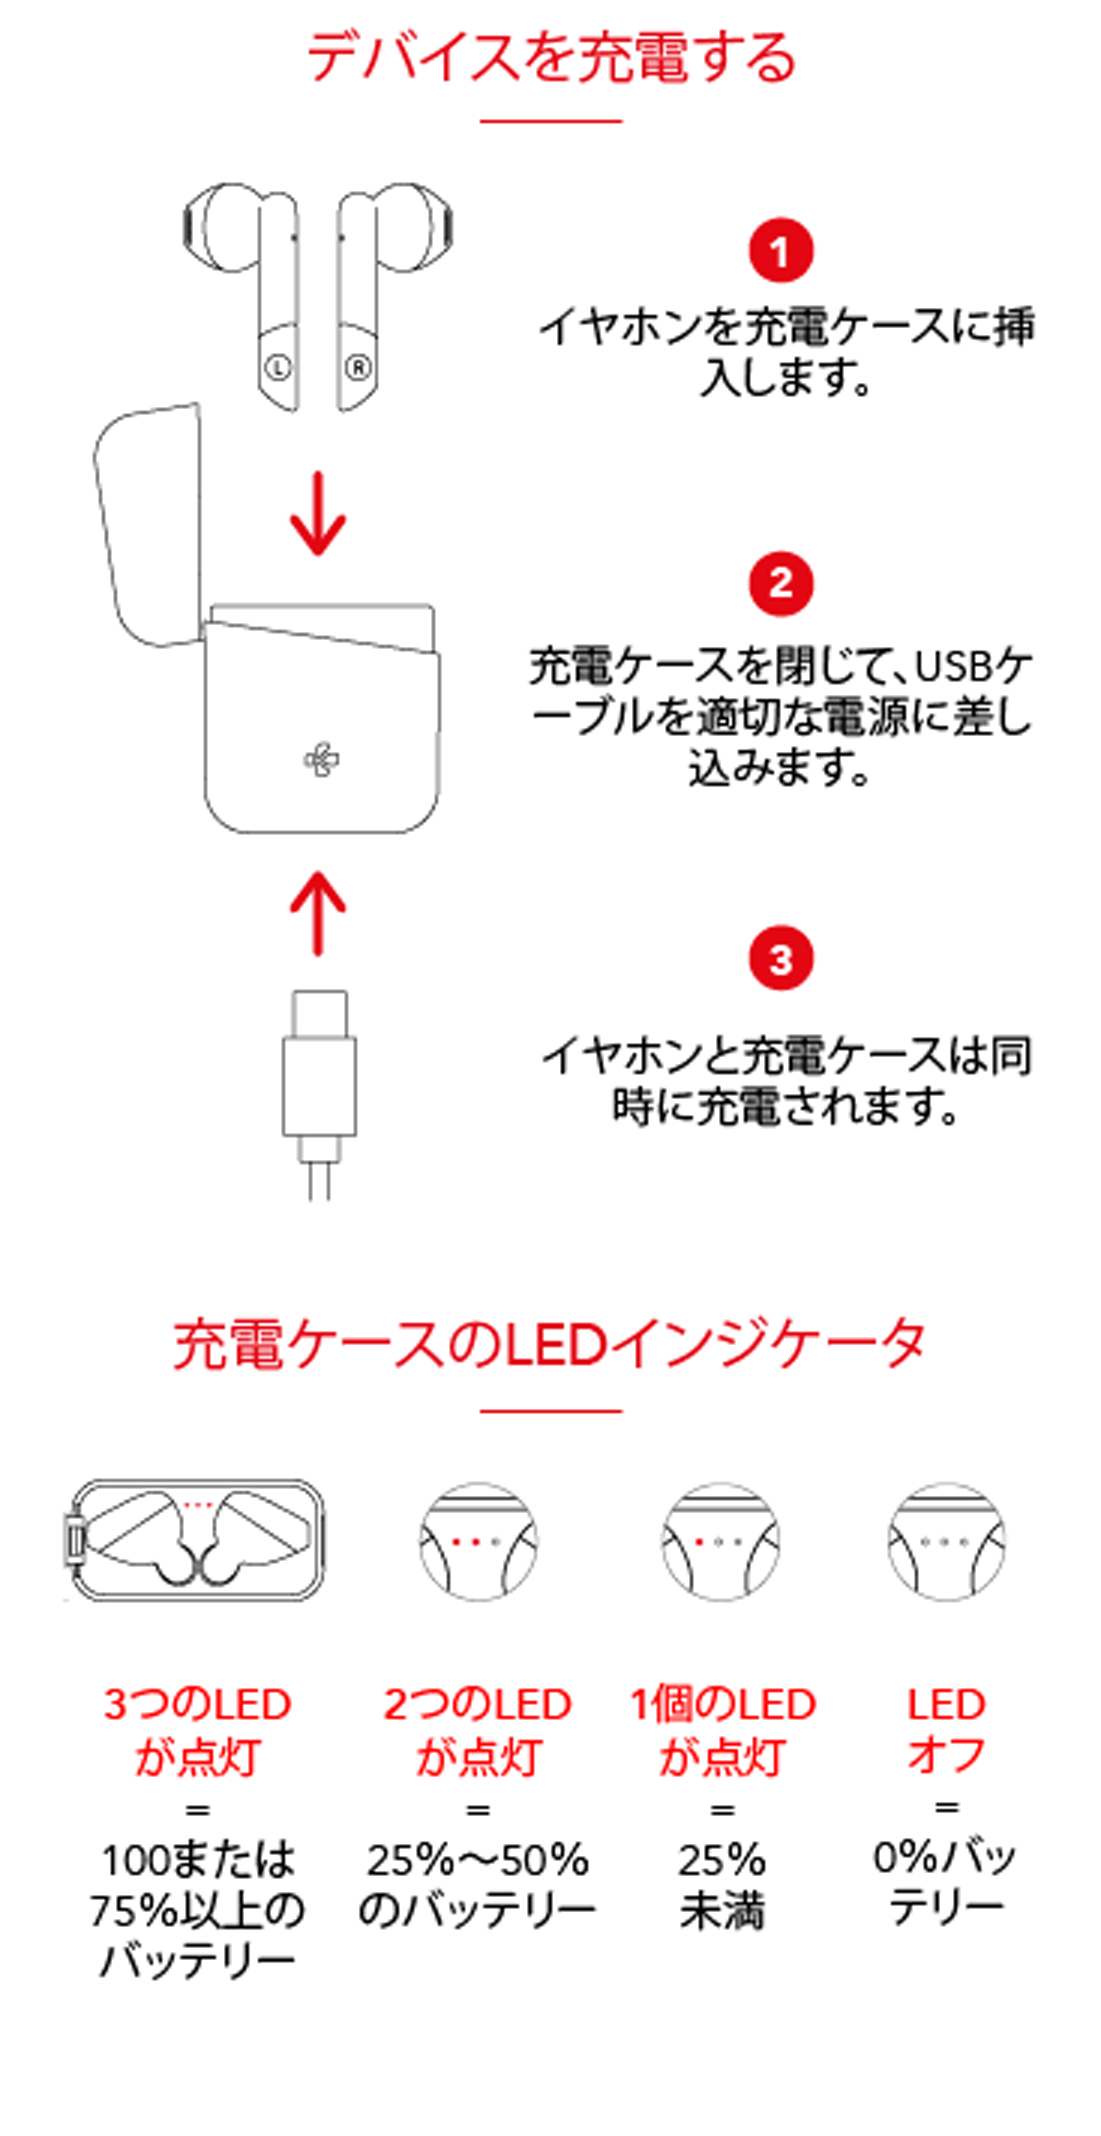 デバイスを充電する
L
R
1
イヤホンを充電ケースに挿
入します。
2
充電ケースを閉じて、USBケ
ーブルを適切な電源に差し
込みます。
3
イヤホンと充電ケースは同
時に充電されます。
充電ケースのLEDインジケータ
3つのLED
が点灯
=
100または
75%以上の
バッテリー
2つのLED
が点灯
=
25%～50%
のバッテリー
1個のLED
が点灯
=
25%
未満
LED
オフ
=
0%バッ
テリー